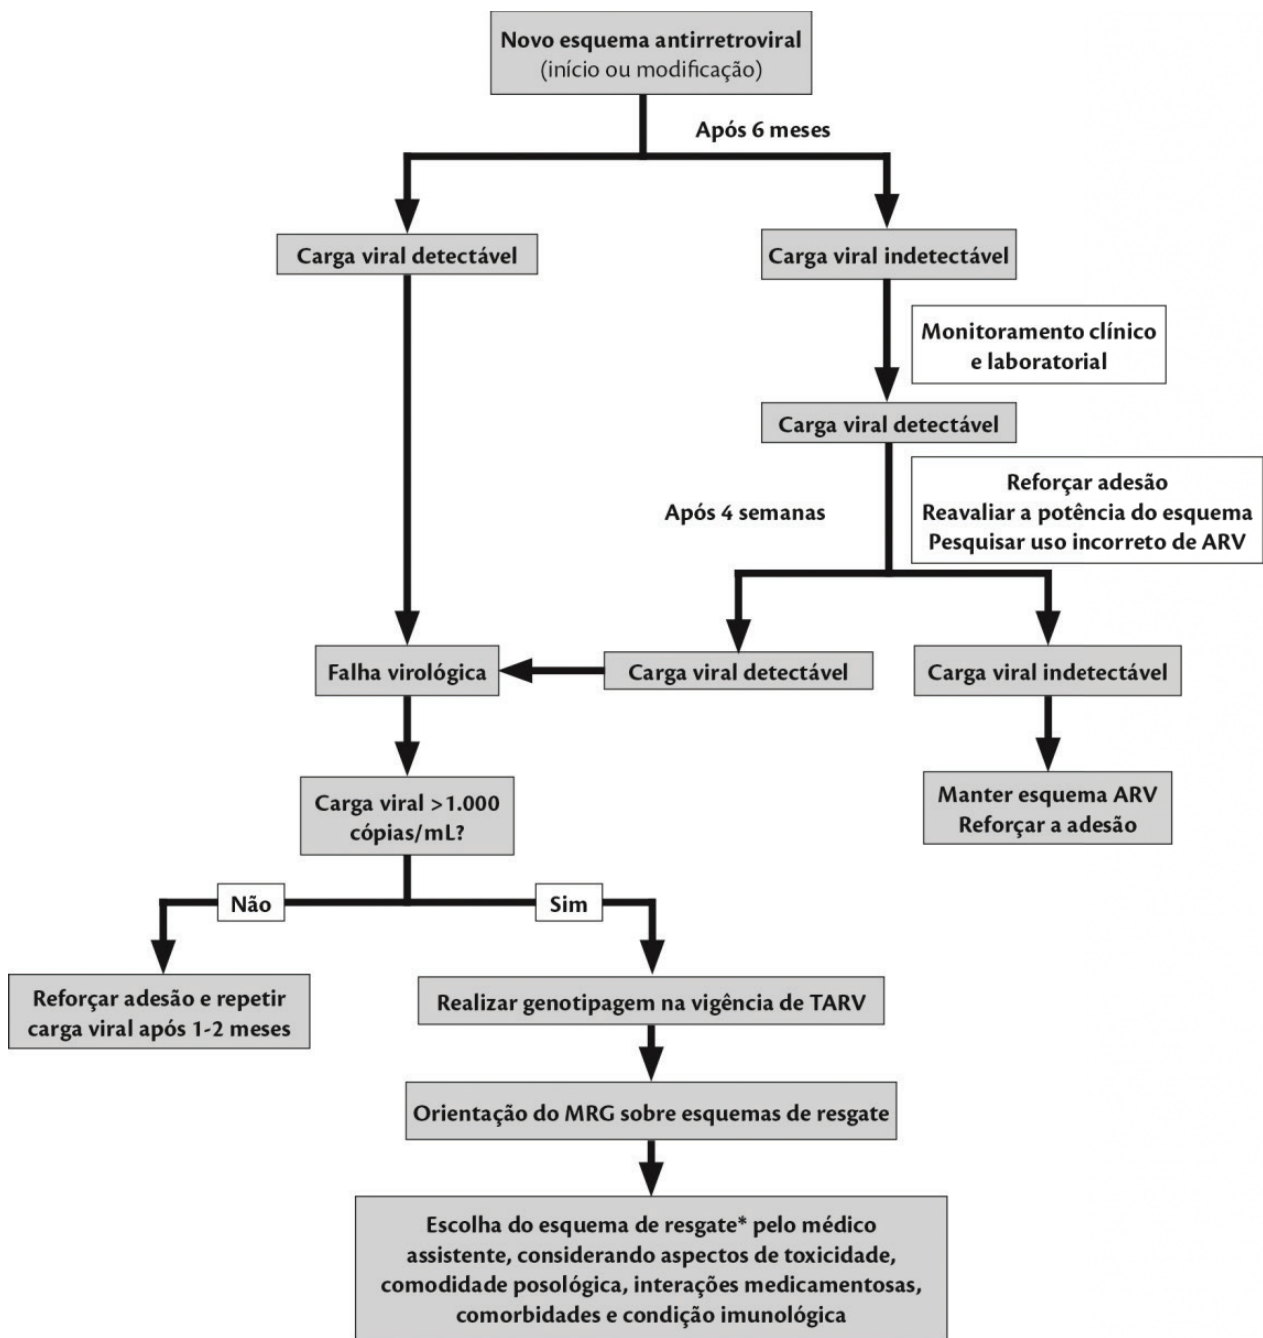 Novo esquema antirretroviral
(início ou modificação)
Após 6 meses
Carga viral detectável
Carga viral indetectável
Monitoramento clínico
e laboratorial
Carga viral detectável
Reforçar adesão
Reavaliar a potência do esquema
Pesquisar uso incorreto de ARV
Após 4 semanas
Falha virológica
Carga viral detectável
Carga viral indetectável
Carga viral >1.000
cópias/mL?
Manter esquema ARV
Reforçar a adesão
Não
Sim
Reforçar adesão e repetir
carga viral após 1-2 meses
Realizar genotipagem na vigência de TARV
Orientação do MRG sobre esquemas de resgate
Escolha do esquema de resgate* pelo médico
assistente, considerando aspectos de toxicidade,
comodidade posológica, interações medicamentosas,
comorbidades e condição imunológica